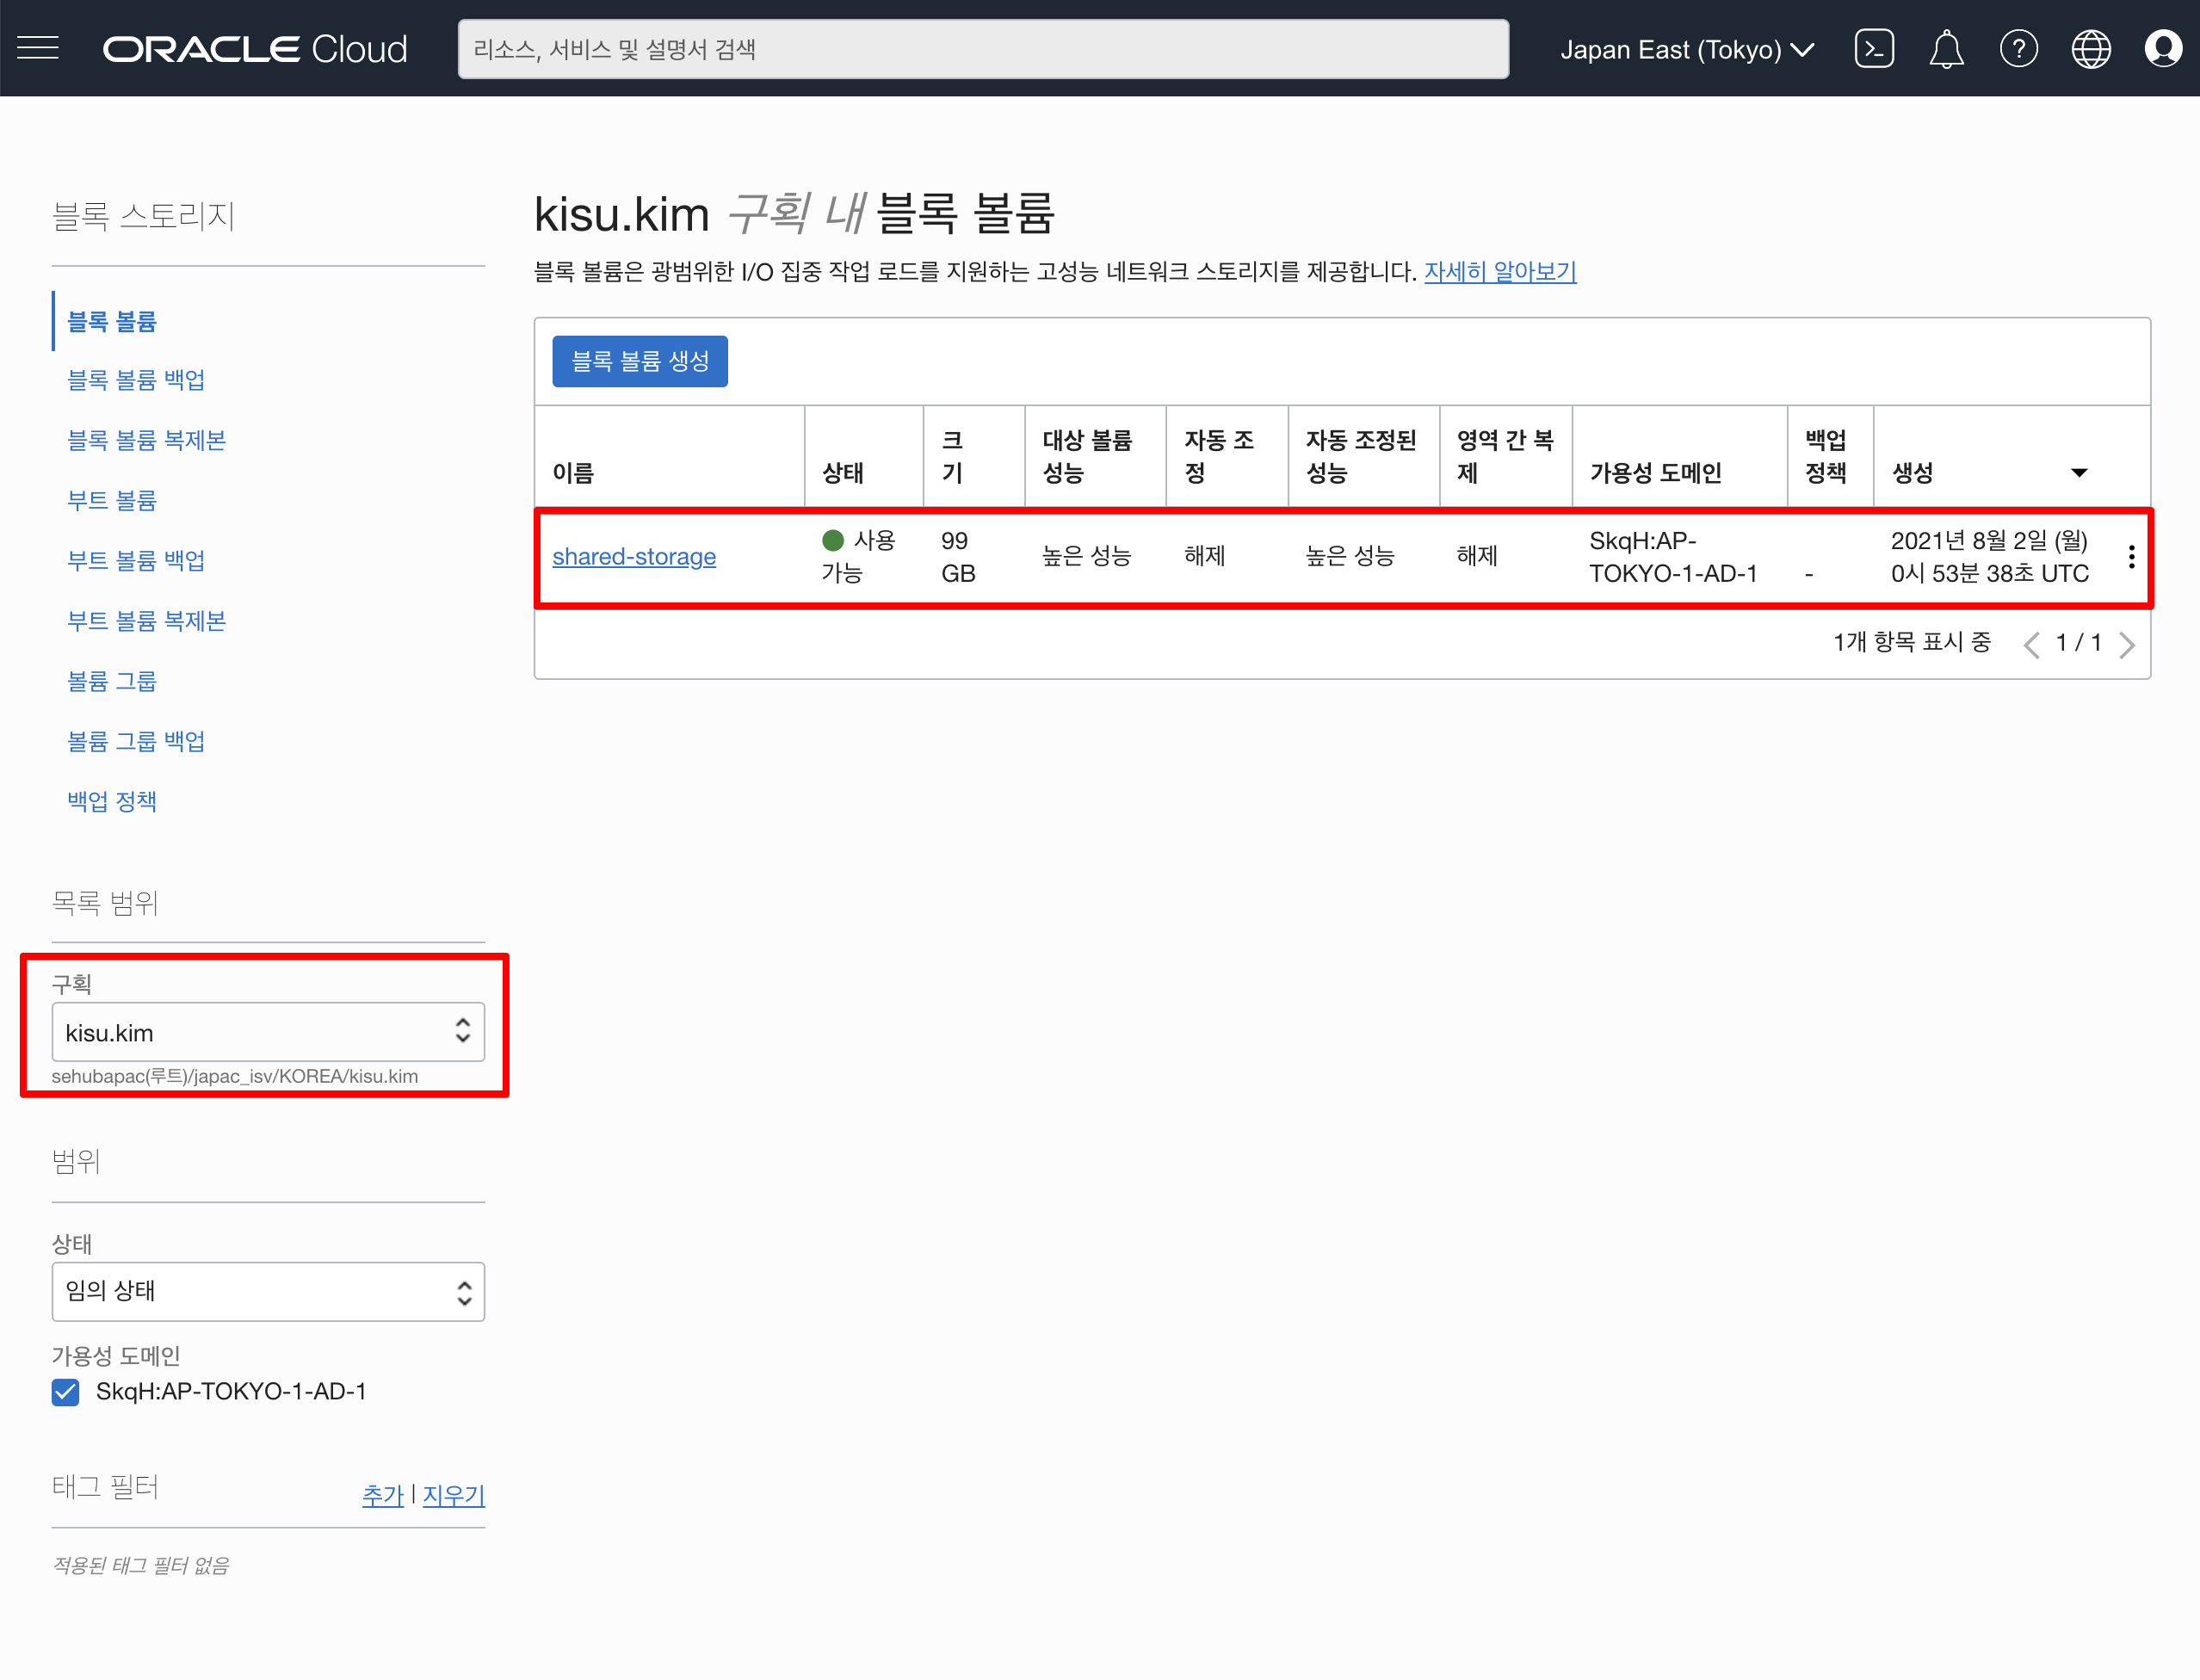 ORACLE Cloud
리소스, 서비스 및 설명서 검색
Japan East (Tokyo)
블록 스토리지
블록 볼륨
블록 볼륨 백업
블록 볼륨 복제본
부트 볼륨
부트 볼륨 백업
부트 볼륨 복제본
볼륨 그룹
볼륨 그룹 백업
백업 정책
목록 범위
구획
kisu.kim
sehubapac(루트)/japac_isv/KOREA/kisu.kim
범위
상태
임의 상태
가용성 도메인
SkqH:AP-TOKYO-1-AD-1
태그 필터
추가 | 지우기
적용된 태그 필터 없음
kisu.kim 구획 내 블록 볼륨
블록 볼륨은 광범위한 I/O 집중 작업 로드를 지원하는 고성능 네트워크 스토리지를 제공합니다. 자세히 알아보기
블록 볼륨 생성
이름
상태
크
기
대상 볼륨
성능
자동 조
정
자동 조정된
성능
영역 간 복
제
가용성 도메인
백업
정책
생성
shared-storage
사용
가능
99
GB
높은 성능
해제
높은 성능
해제
SkqH:AP-
TOKYO-1-AD-1
-
2021년 8월 2일 (월)
0시 53분 38초 UTC
1개 항목 표시 중
1 / 1